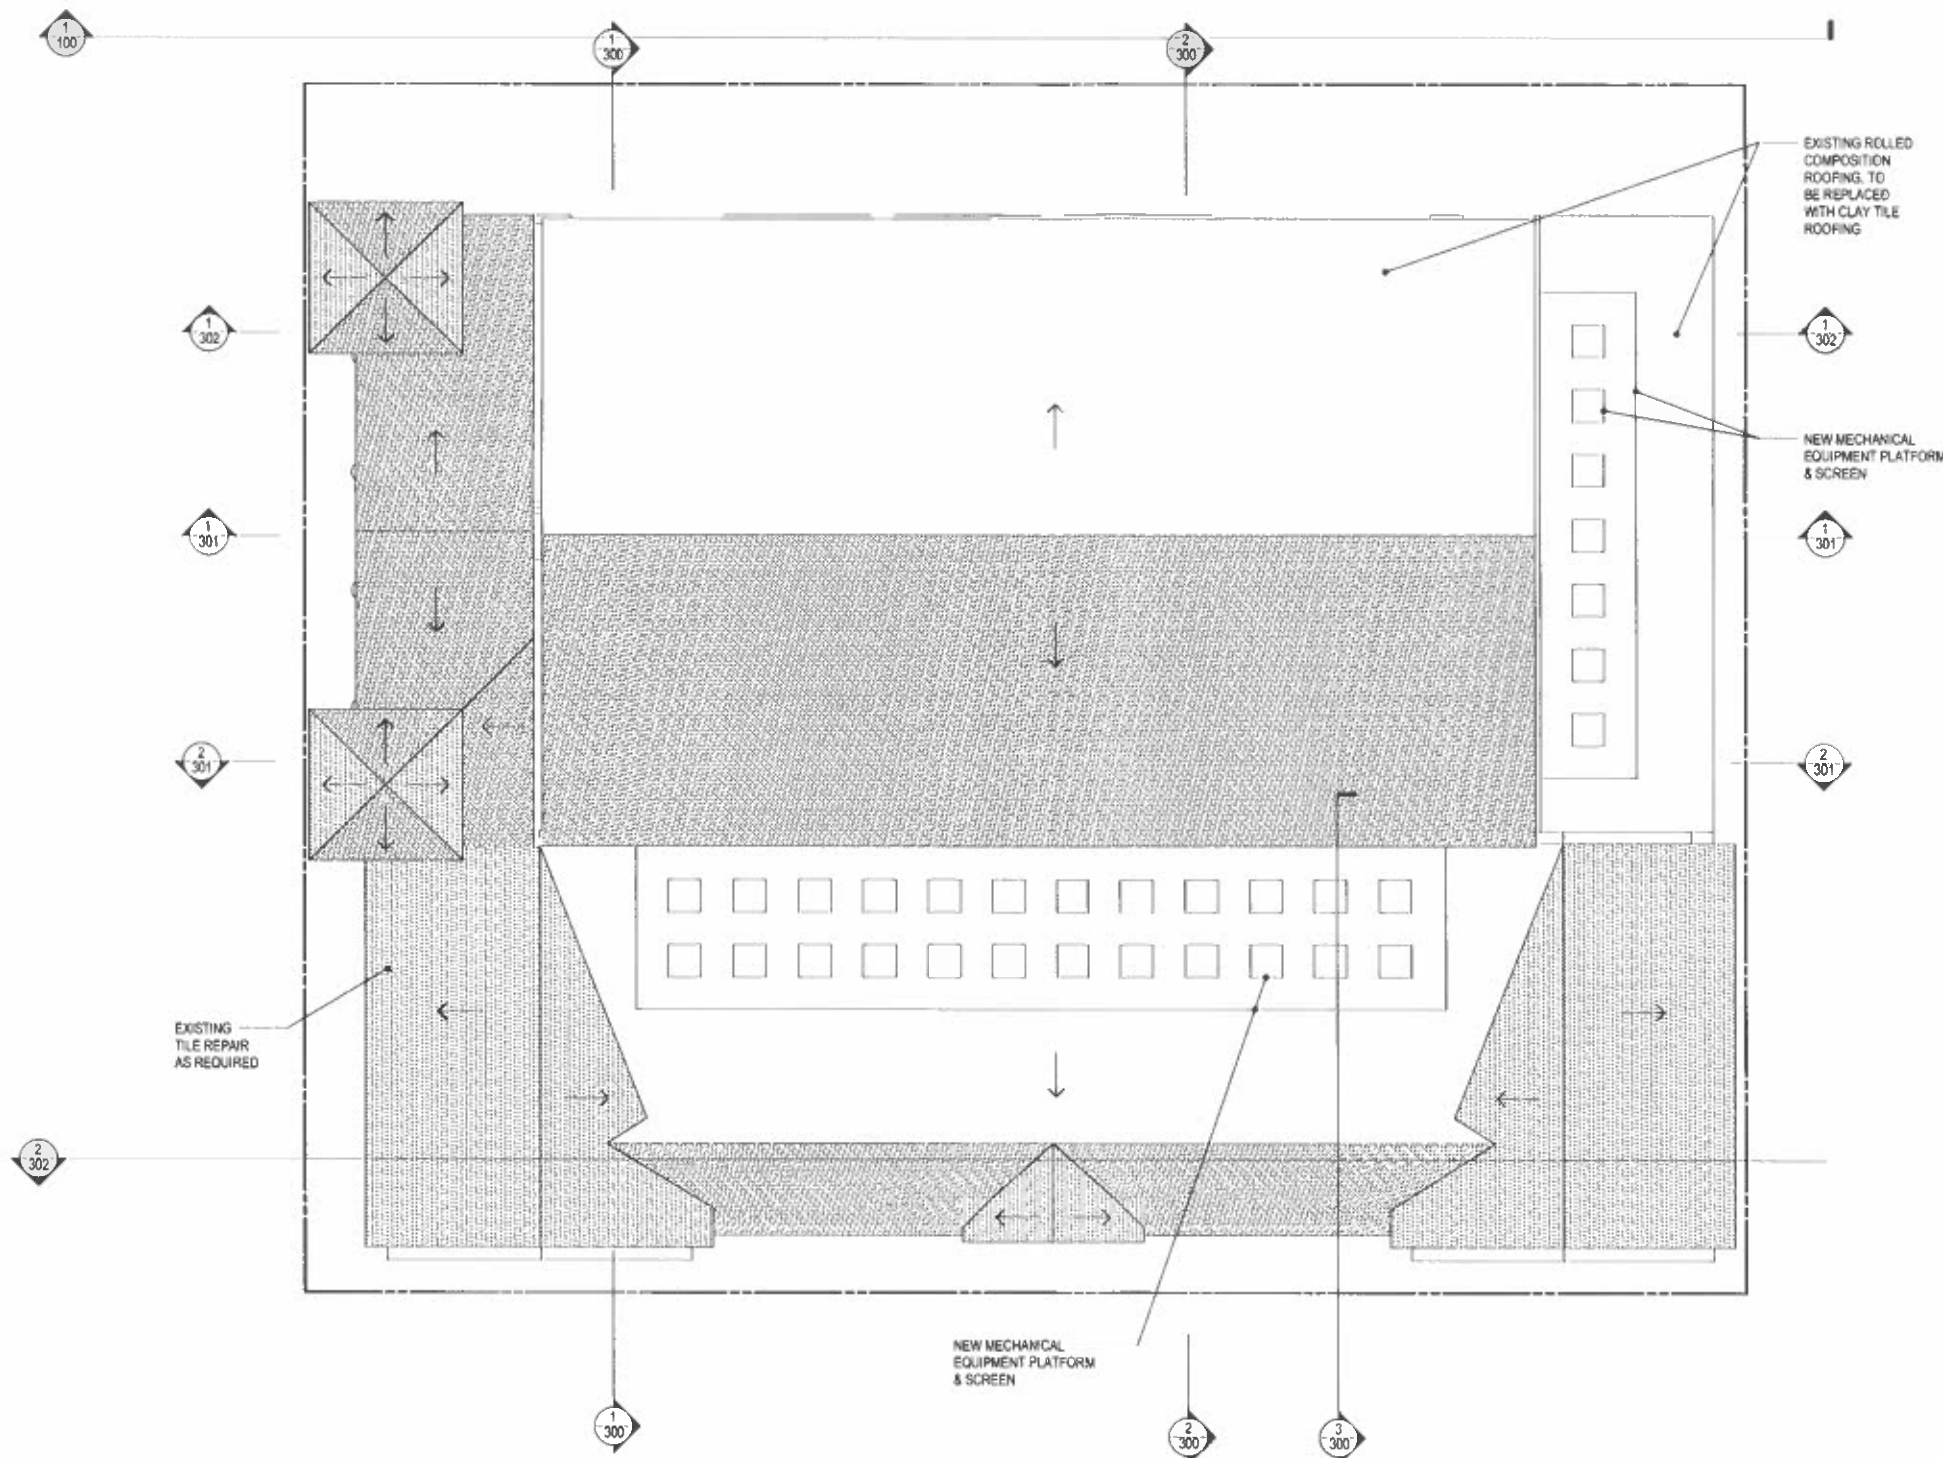 1
100
1
300
2
300
EXISTING ROLLED
COMPOSITION
ROOFING, TO
BE REPLACED
WITH CLAY TILE
ROOFING
1
302
1
302
NEW MECHANICAL
EQUIPMENT PLATFORM
& SCREEN
1
301
1
301
2
301
2
301
EXISTING
TILE REPAIR
AS REQUIRED
2
302
NEW MECHANICAL
EQUIPMENT PLATFORM
& SCREEN
1
300
2
300
3
300